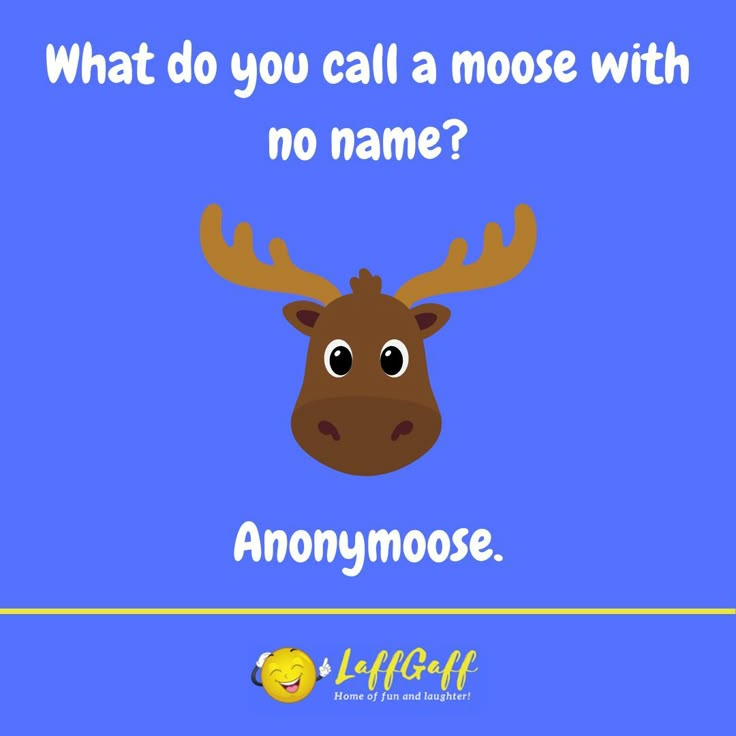 What do you call a moose with
no name?
Anonymoose.
LaffGaff
Home of fun and laughter!